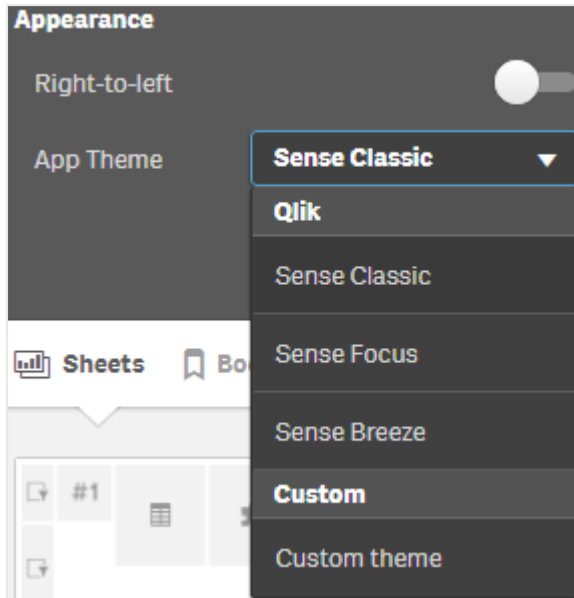 Appearance
Right-to-left
App Theme
Sense Classic
Qlik
Sense Classic
Sheets
Sense Focus
Sense Breeze
#1
Custom
Custom theme